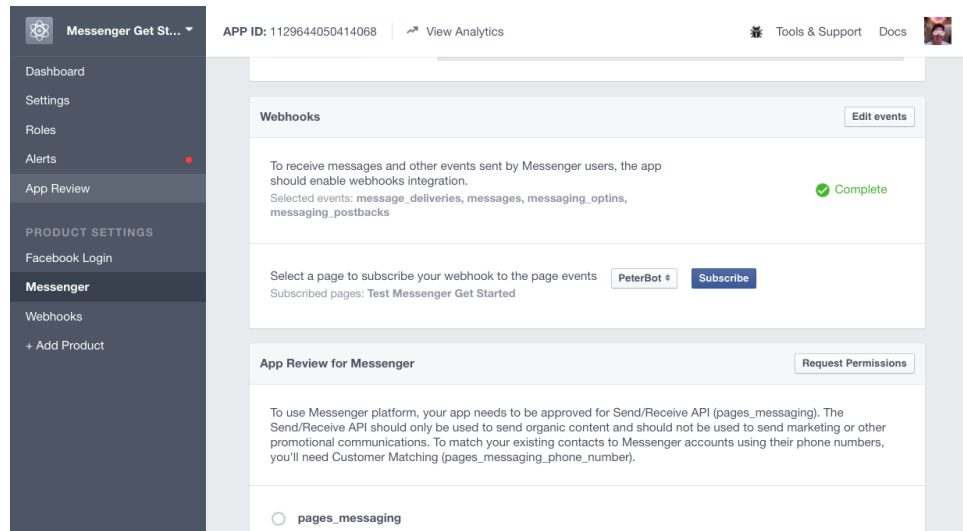 Messenger Get St...
APP ID: 1129644050414068
View Analytics
Tools & Support
Docs
Dashboard
Settings
Roles
Alerts
App Review
PRODUCT SETTINGS
Facebook Login
Messenger
Webhooks
+ Add Product
Webhooks
Edit events
To receive messages and other events sent by Messenger users, the app
should enable webhooks integration.
Selected events: message_deliveries, messages, messaging_optins,
messaging_postbacks
Complete
Select a page to subscribe your webhook to the page events
PeterBot
Subscribe
Subscribed pages: Test Messenger Get Started
App Review for Messenger
Request Permissions
To use Messenger platform, your app needs to be approved for Send/Receive API (pages_messaging). The
Send/Receive API should only be used to send organic content and should not be used to send marketing or other
promotional communications. To match your existing contacts to Messenger accounts using their phone numbers,
you'll need Customer Matching (pages_messaging_phone_number).
pages_messaging